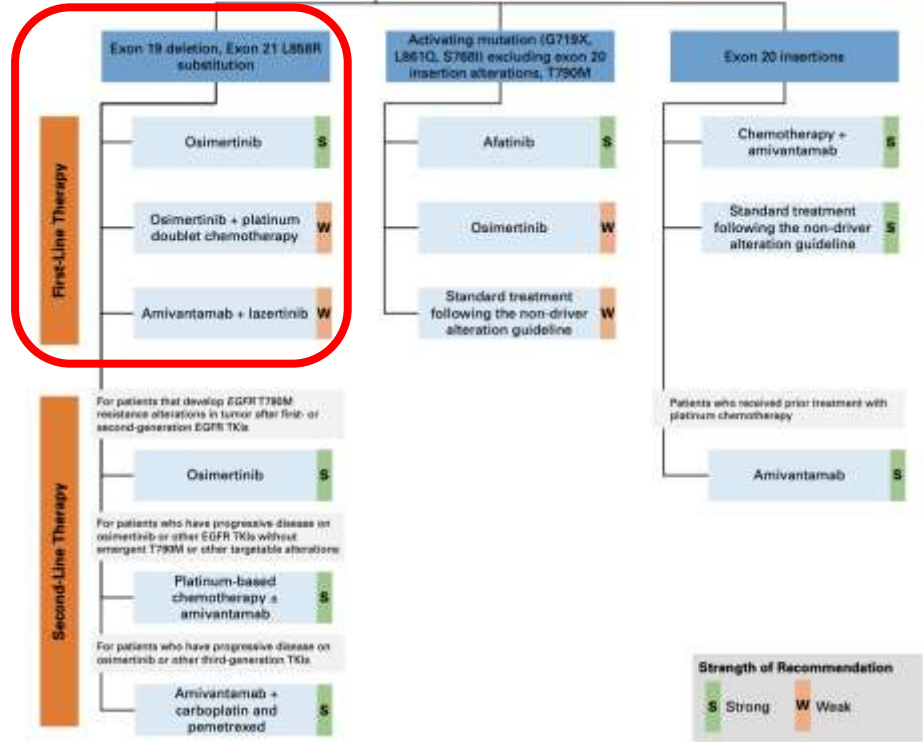 Exon 19 deletion, Exon 21 L858R
substitution
Activating mutation (G719X,
L861Q, S768I) excluding exon 20
insertion alterations, T790M
Exon 20 insertions
First-Line Therapy
Osimertinib
S
Osimertinib + platinum
doublet chemotherapy
W
Amivantamab + lazertinib
W
Afatinib
S
Osimertinib
W
Standard treatment
following the non-driver
alteration guideline
W
Chemotherapy +
amivantamab
S
Standard treatment
following the non-driver
alteration guideline
S
Second-Line Therapy
For patients that develop EGFR T790M
resistance alterations in tumor after first- or
second-generation EGFR TKIs
Osimertinib
S
For patients who have progressive disease on
osimertinib or other EGFR TKIs without
emergent T790M or other targetable alterations
Platinum-based
chemotherapy ±
amivantamab
S
For patients who have progressive disease on
osimertinib or other third-generation TKIs
Amivantamab +
carboplatin and
pemetrexed
S
Patients who received prior treatment with
platinum chemotherapy
Amivantamab
S
Strength of Recommendation
S Strong
W Weak